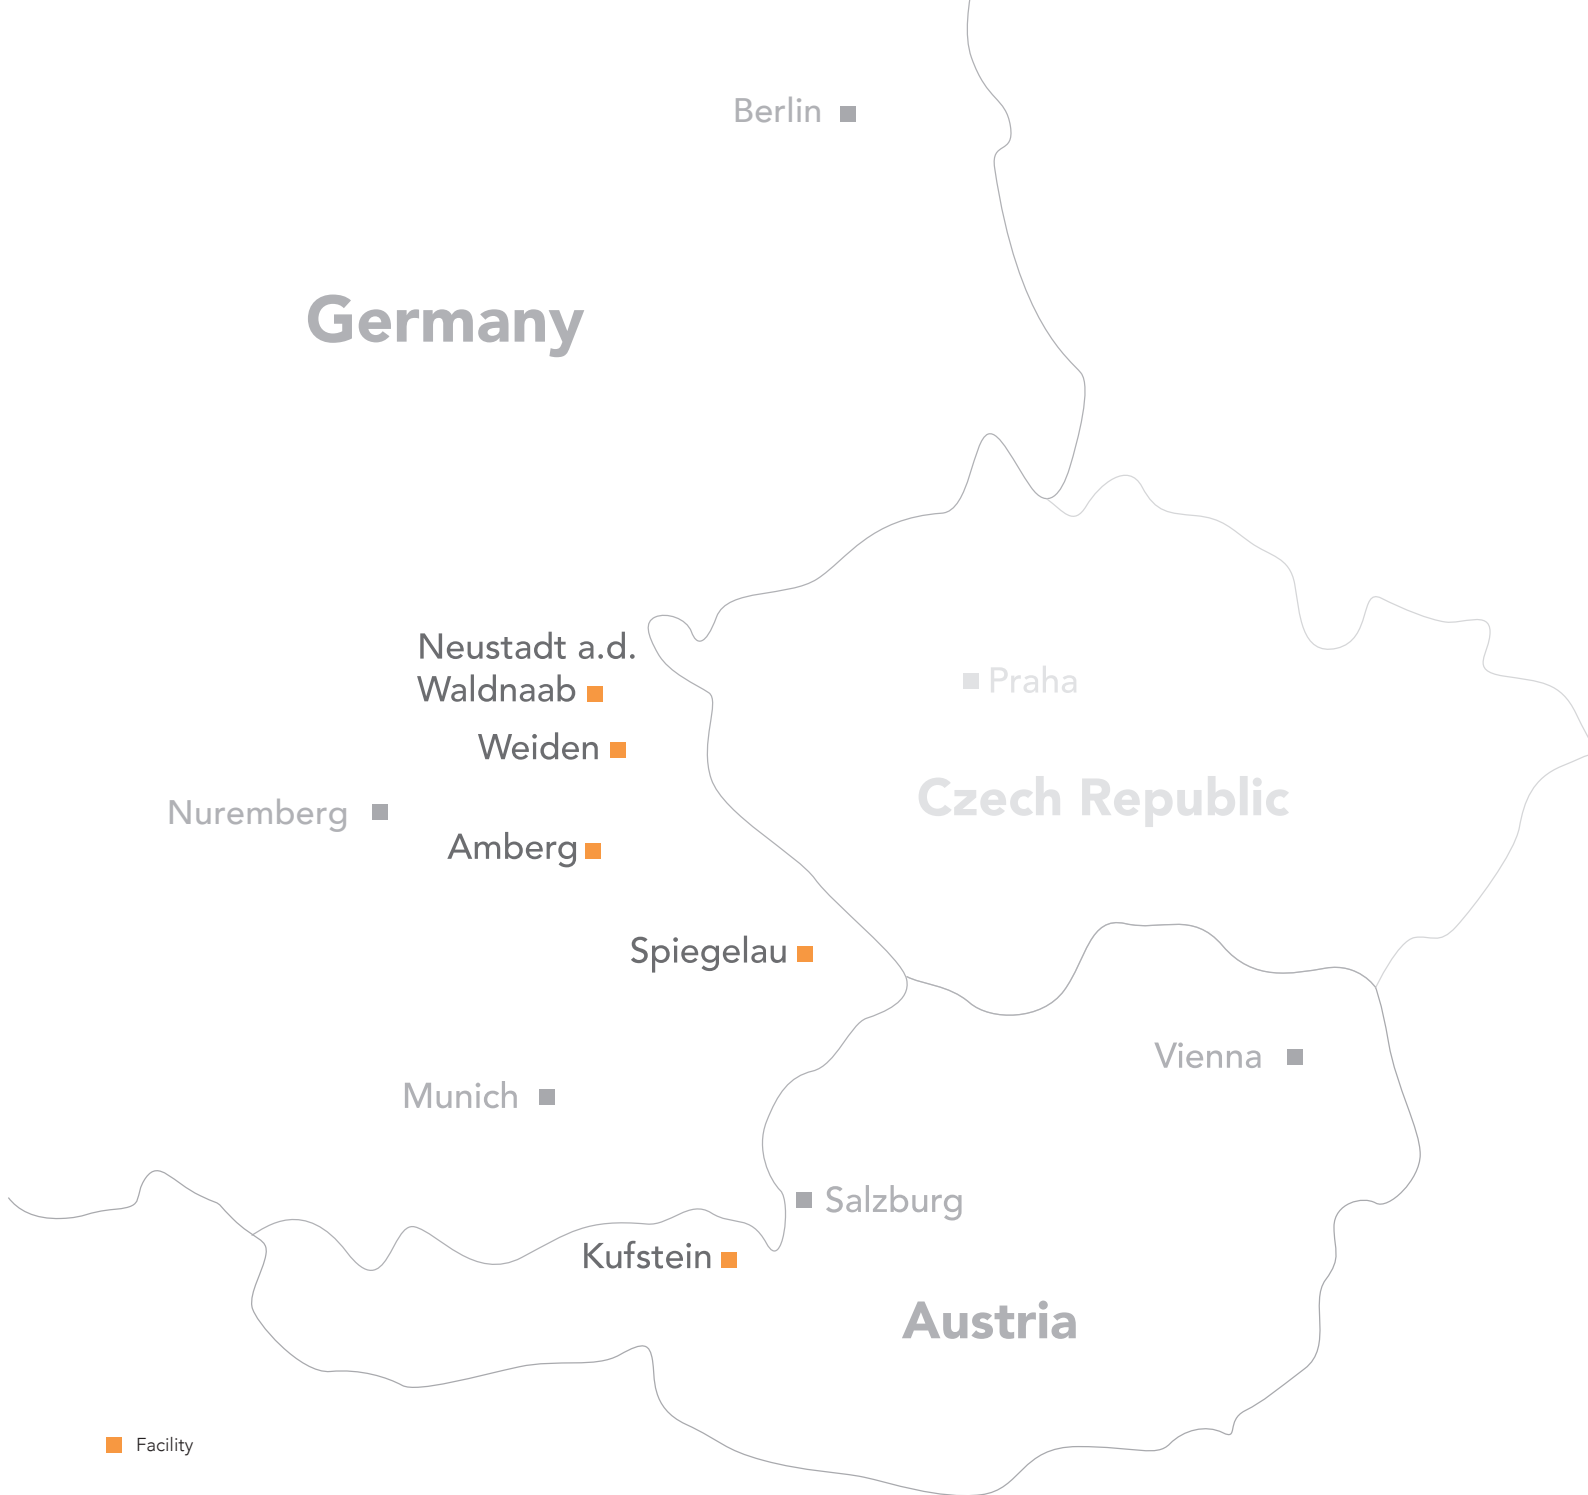 Berlin
Germany
Neustadt a.d.
Waldnaab
Praha
Weiden
Czech Republic
Nuremberg
Amberg
Spiegelau
Vienna
Munich
Salzburg
Kufstein
Austria
Facility